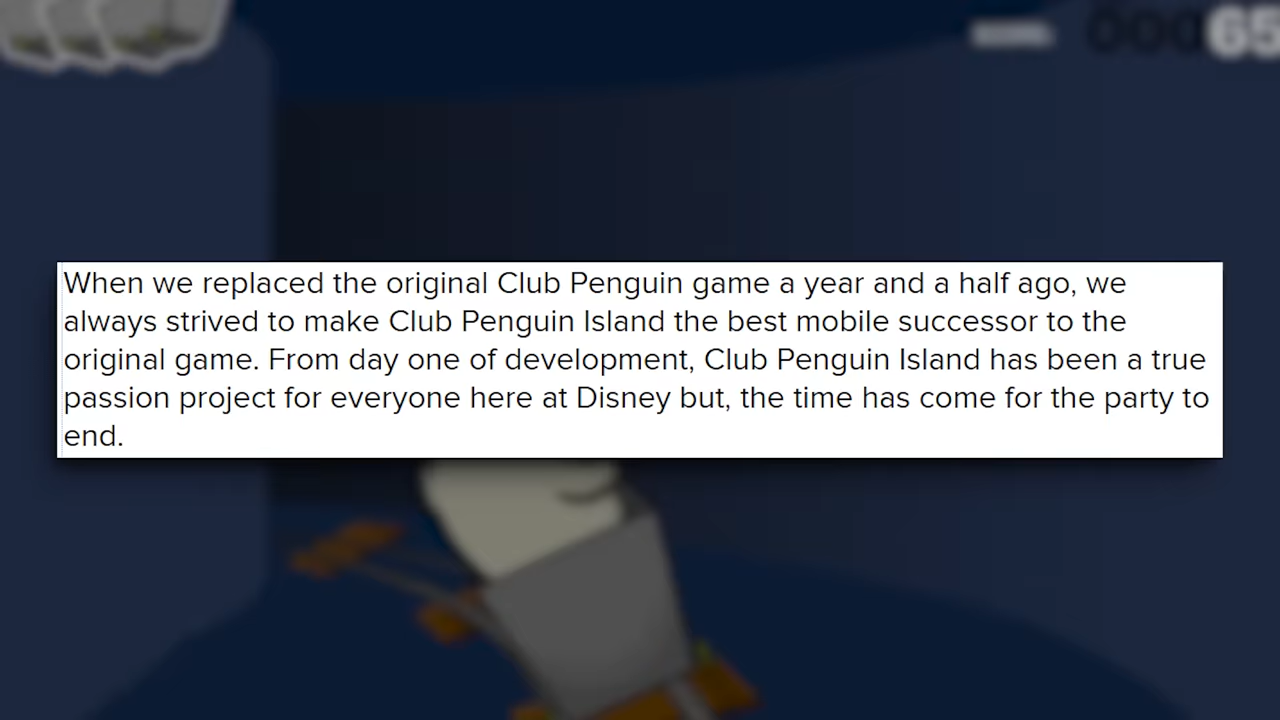 65
When we replaced the original Club Penguin game a year and a half ago, we
always strived to make Club Penguin Island the best mobile successor to the
original game. From day one of development, Club Penguin Island has been a true
passion project for everyone here at Disney but, the time has come for the party to
end.